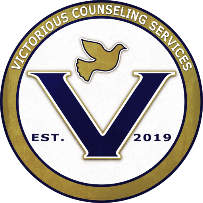 VICTORIOUS COUNSELING SERVICES
V
EST. 2019